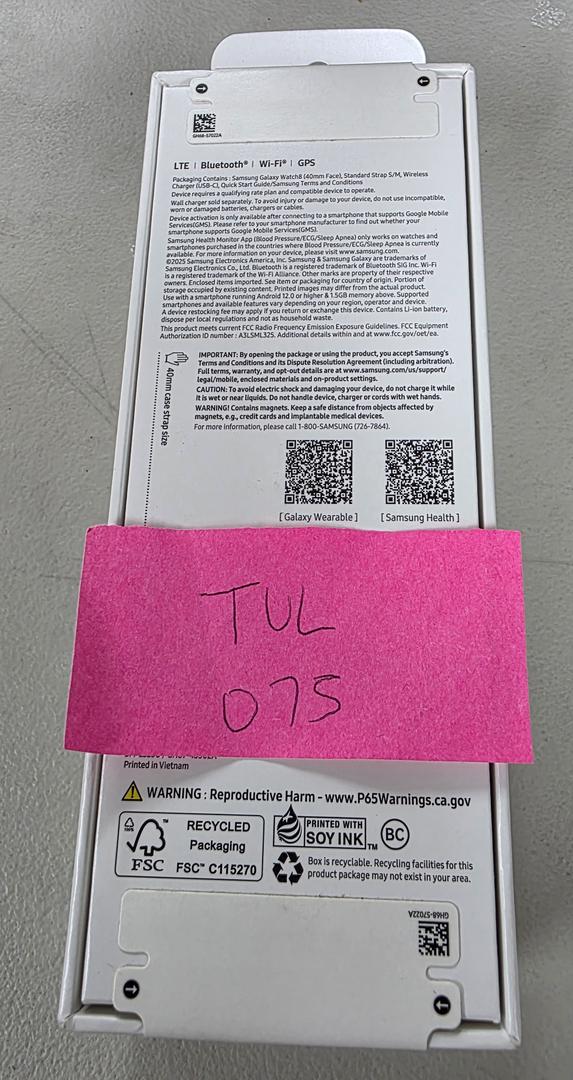 GH68-57022A
LTE | Bluetooth® | Wi-Fi® | GPS
Packaging Contains : Samsung Galaxy Watch8 (40mm Face), Standard Strap S/M, Wireless
Charger (USB-C), Quick Start Guide/Samsung Terms and Conditions
Device requires a qualifying rate plan and compatible device to operate.
Wall charger sold separately. To avoid injury or damage to your device, do not use incompatible,
worn or damaged batteries, chargers or cables.
Device activation is only available after connecting to a smartphone that supports Google Mobile
Services(GMS). Please refer to your smartphone manufacturer to find out whether your
smartphone supports Google Mobile Services(GMS).
Samsung Health Monitor App (Blood Pressure/ECG/Sleep Apnea) only works on watches and
smartphones purchased in the countries where Blood Pressure/ECG/Sleep Apnea is currently
available. For more information on your device, please visit www.samsung.com.
©2025 Samsung Electronics America, Inc. Samsung & Samsung Galaxy are trademarks of
Samsung Electronics Co., Ltd. Bluetooth is a registered trademark of Bluetooth SIG Inc. Wi-Fi
is a registered trademark of the Wi-Fi Alliance. Other marks are property of their respective
owners. Enclosed items imported. See item or packaging for country of origin. Portion of
storage occupied by existing content. Printed images may differ from the actual product.
Use with a smartphone running Android 12.0 or higher & 1.5GB memory above. Supported
smartphones and available features vary depending on your region, operator and device.
A device restocking fee may apply if you return or exchange this device. Contains Li-ion battery,
dispose per local regulations and not as household waste.
This product meets current FCC Radio Frequency Emission Exposure Guidelines. FCC Equipment
Authorization ID number : A3LSML325. Additional details within and at www.fcc.gov/oet/ea.
40mm case strap size
IMPORTANT: By opening the package or using the product, you accept Samsung's
Terms and Conditions and its Dispute Resolution Agreement (including arbitration).
Full terms, warranty, and opt-out details are at www.samsung.com/us/support/
legal/mobile, enclosed materials and on-product settings.
CAUTION: To avoid electric shock and damaging your device, do not charge it while
it is wet or near liquids. Do not handle device, charger or cords with wet hands.
WARNING! Contains magnets. Keep a safe distance from objects affected by
magnets, e.g., credit cards and implantable medical devices.
For more information, please call 1-800-SAMSUNG (726-7864).
[ Galaxy Wearable ] [ Samsung Health ]
TUL
075
Printed in Vietnam
WARNING : Reproductive Harm - www.P65Warnings.ca.gov
100%
FSC
RECYCLED
Packaging
FSC™ C115270
PRINTED WITH
SOY INK™
BC
Box is recyclable. Recycling facilities for this
product package may not exist in your area.
GH68-57022A